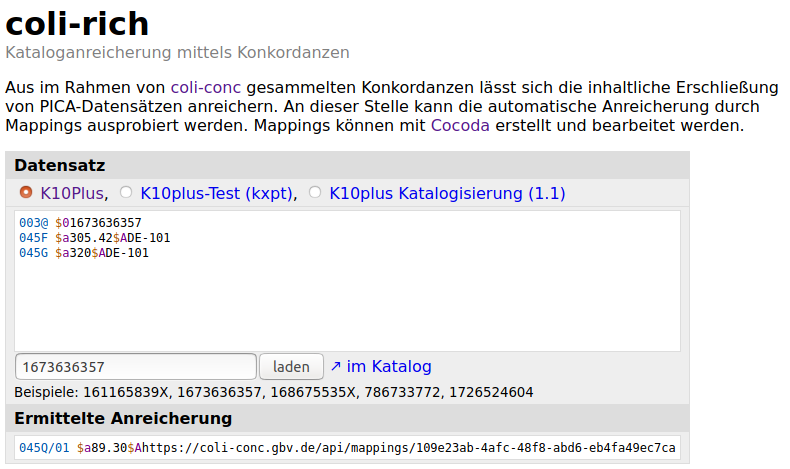 coli-rich
Kataloganreicherung mittels Konkordanzen
Aus im Rahmen von coli-conc gesammelten Konkordanzen lässt sich die inhaltliche Erschließung
von PICA-Datensätzen anreichern. An dieser Stelle kann die automatische Anreicherung durch
Mappings ausprobiert werden. Mappings können mit Cocoda erstellt und bearbeitet werden.
Datensatz
K10Plus, K10plus-Test (kxpt), K10plus Katalogisierung (1.1)
003@ $01673636357
045F $a305.42$ADE-101
045G $a320$ADE-101
1673636357 laden ↗ im Katalog
Beispiele: 161165839X, 1673636357, 168675535X, 786733772, 1726524604
Ermittelte Anreicherung
045Q/01 $a89.30$Ahttps://coli-conc.gbv.de/api/mappings/109e23ab-4afc-48f8-abd6-eb4fa49ec7ca